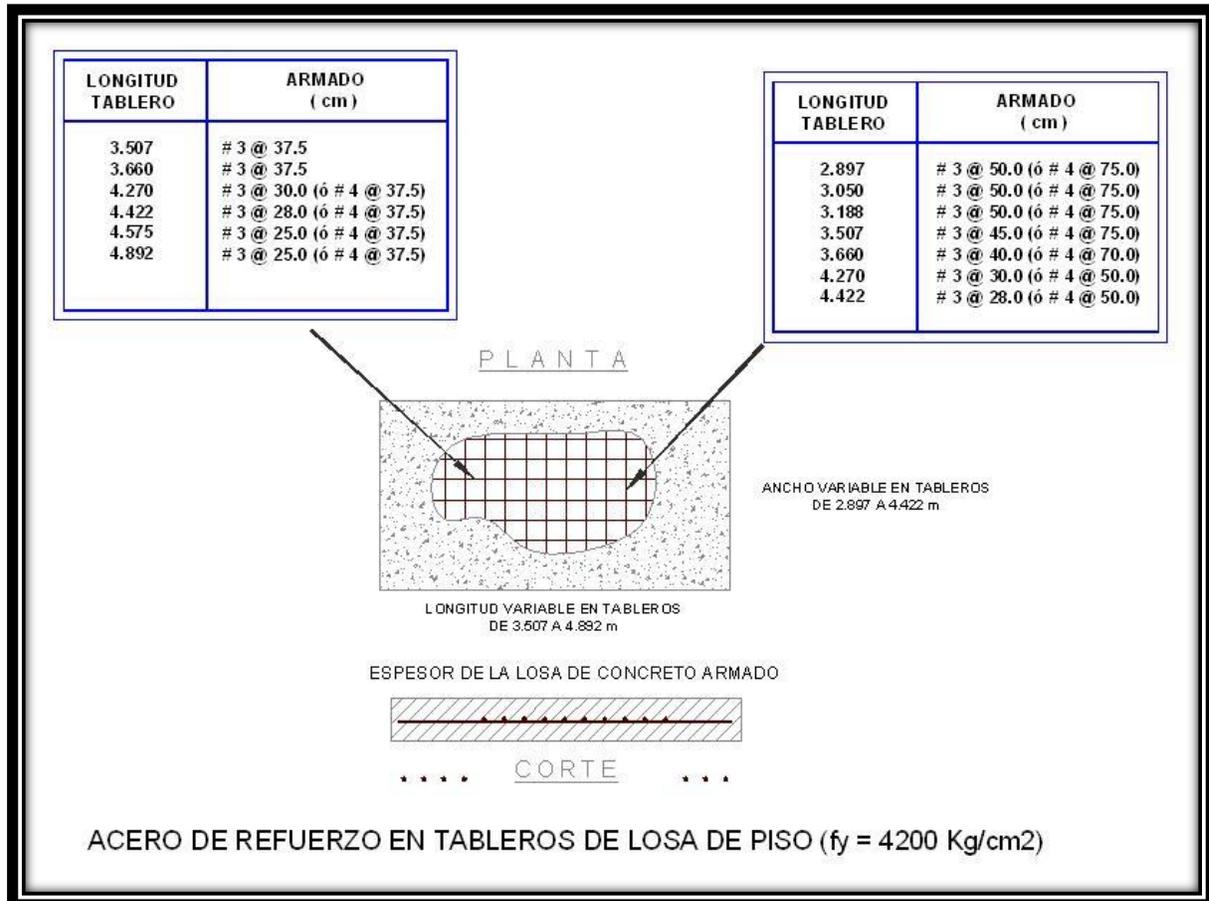 LONGITUD TABLERO
ARMADO ( cm )
3.507 # 3 @ 37.5
3.660 # 3 @ 37.5
4.270 # 3 @ 30.0 (ó # 4 @ 37.5)
4.422 # 3 @ 28.0 (ó # 4 @ 37.5)
4.575 # 3 @ 25.0 (ó # 4 @ 37.5)
4.892 # 3 @ 25.0 (ó # 4 @ 37.5)
LONGITUD TABLERO
ARMADO ( cm )
2.897 # 3 @ 50.0 (ó # 4 @ 75.0)
3.050 # 3 @ 50.0 (ó # 4 @ 75.0)
3.188 # 3 @ 50.0 (ó # 4 @ 75.0)
3.507 # 3 @ 45.0 (ó # 4 @ 75.0)
3.660 # 3 @ 40.0 (ó # 4 @ 70.0)
4.270 # 3 @ 30.0 (ó # 4 @ 50.0)
4.422 # 3 @ 28.0 (ó # 4 @ 50.0)
PLANTA
ANCHO VARIABLE EN TABLEROS
DE 2.897 A 4.422 m
LONGITUD VARIABLE EN TABLEROS
DE 3.507 A 4.892 m
ESPESOR DE LA LOSA DE CONCRETO ARMADO
CORTE
ACERO DE REFUERZO EN TABLEROS DE LOSA DE PISO (fy = 4200 Kg/cm2)